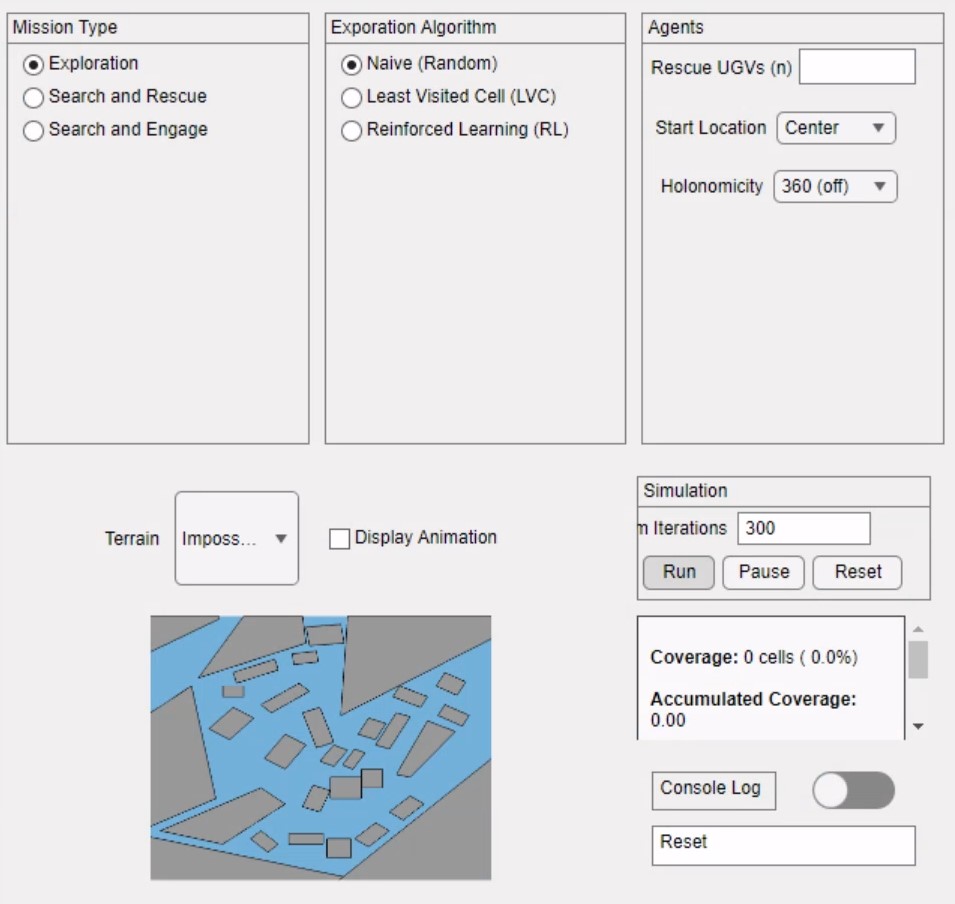 Mission Type
Exploration
Search and Rescue
Search and Engage
Exporation Algorithm
Naive (Random)
Least Visited Cell (LVC)
Reinforced Learning (RL)
Agents
Rescue UGVs (n)
Start Location Center
Holonomicity 360 (off)
Terrain Imposs...
Display Animation
Simulation
m Iterations 300
Run Pause Reset
Coverage: 0 cells ( 0.0%)
Accumulated Coverage:
0.00
Console Log
Reset